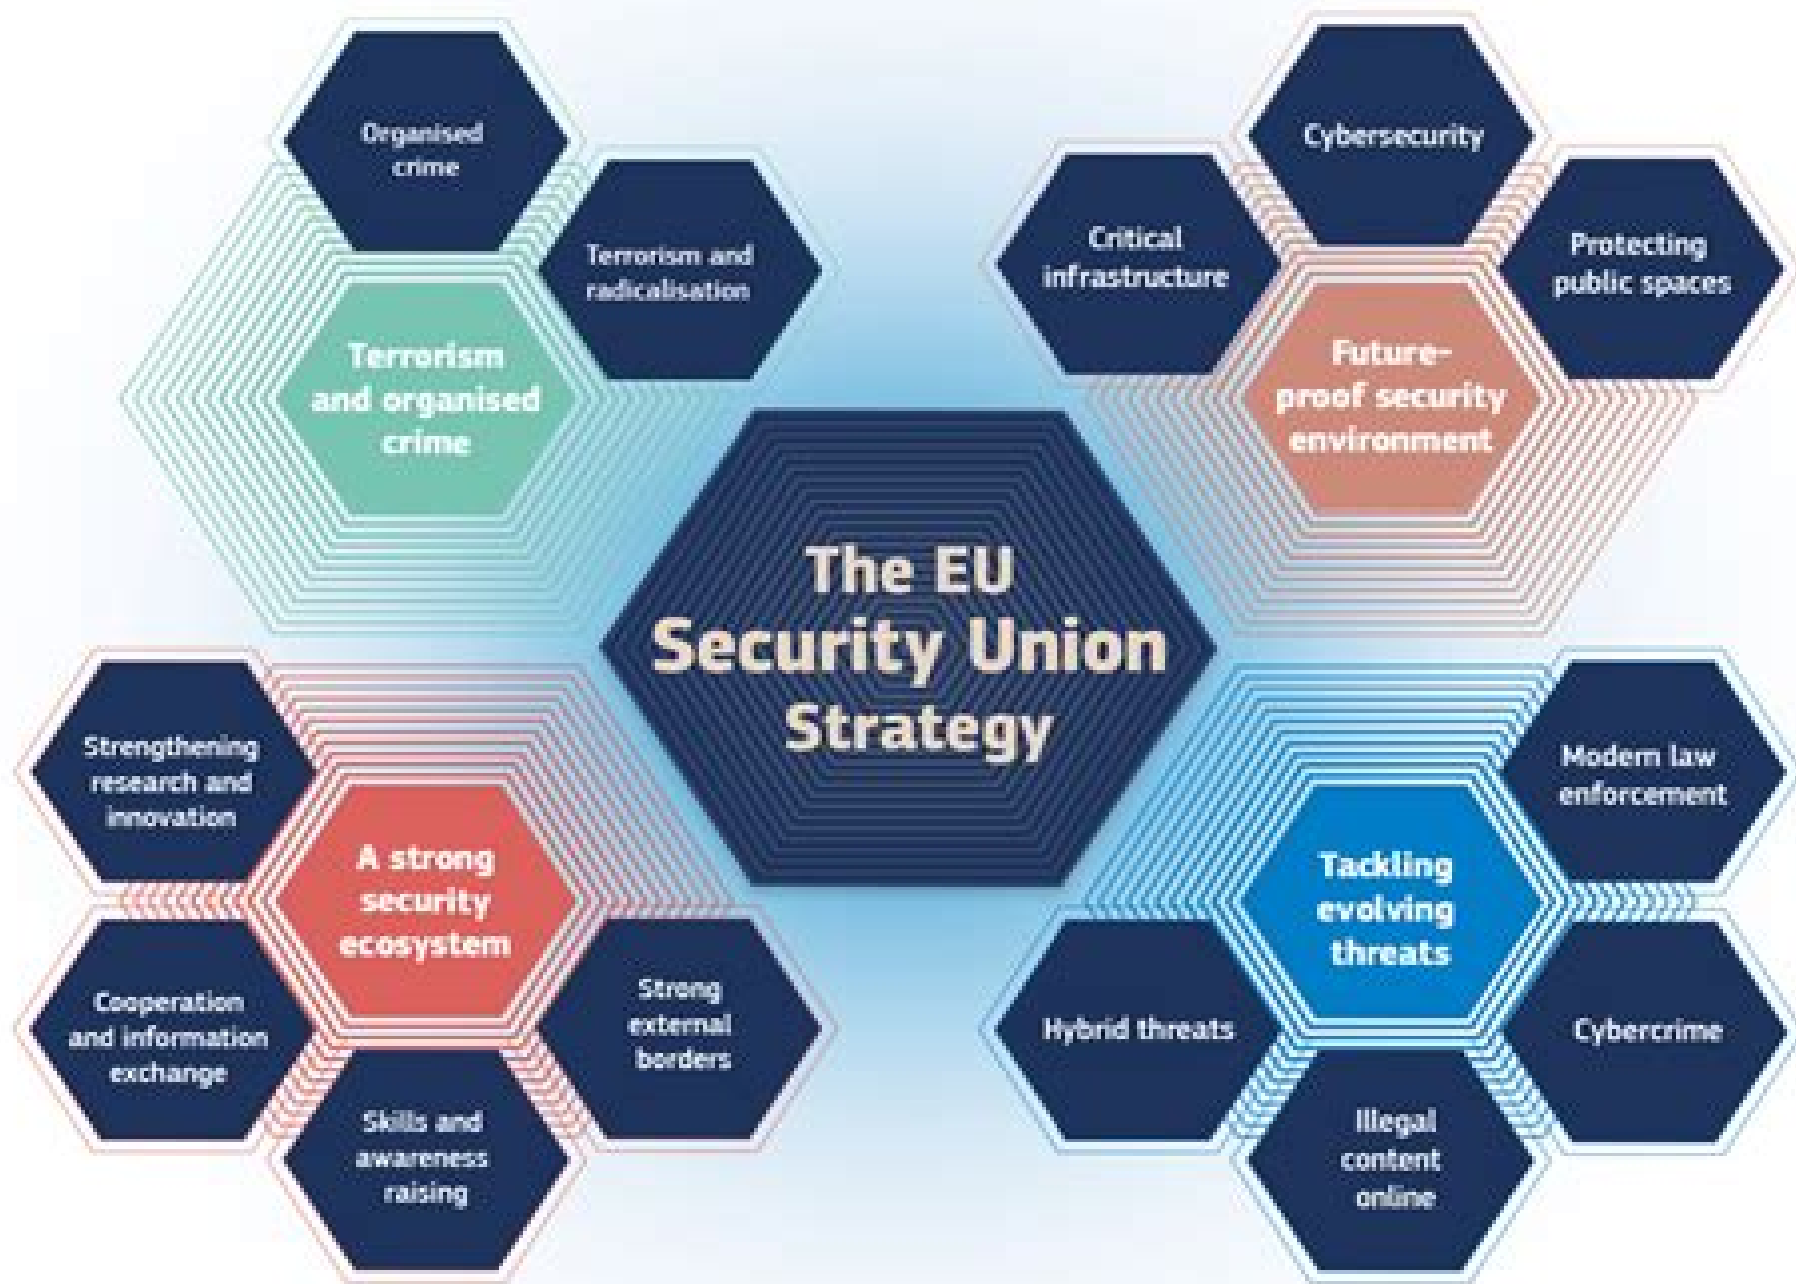 Organised
crime
Terrorism and
radicalisation
Terrorism
and organised
crime
Cybersecurity
Critical
infrastructure
Protecting
public spaces
Future-
proof security
environment
The EU
Security Union
Strategy
Strengthening
research and
innovation
A strong
security
ecosystem
Cooperation
and information
exchange
Skills and
awareness
raising
Strong
external
borders
Modern law
enforcement
Tackling
evolving
threats
Hybrid threats
Cybercrime
Illegal
content
online